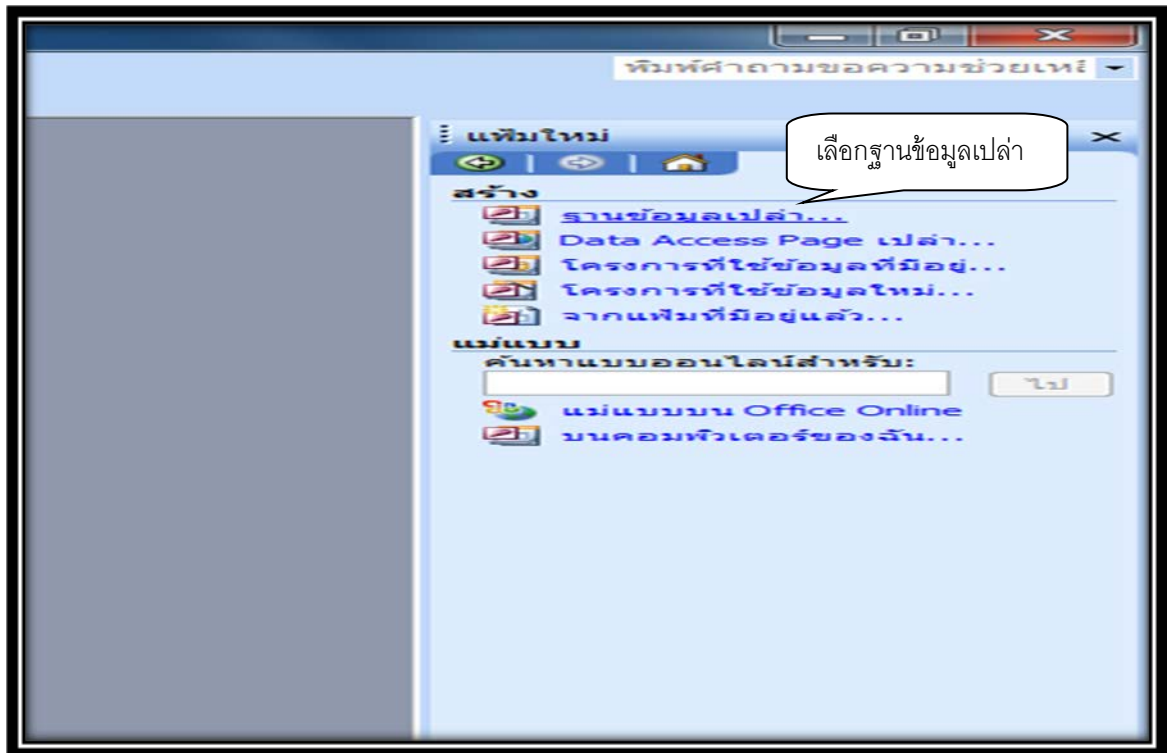 พิมพ์คำถามขอความช่วยเหลื
แฟ้มใหม่
เลือกฐานข้อมูลเปล่า
สร้าง
ฐานข้อมูลเปล่า...
Data Access Page เปล่า...
โครงการที่ใช้ข้อมูลที่มีอยู่...
โครงการที่ใช้ข้อมูลใหม่...
จากแฟ้มที่มีอยู่แล้ว...
แม่แบบ
ค้นหาแบบออนไลน์สำหรับ:
ไป
แม่แบบบน Office Online
บนคอมพิวเตอร์ของฉัน...